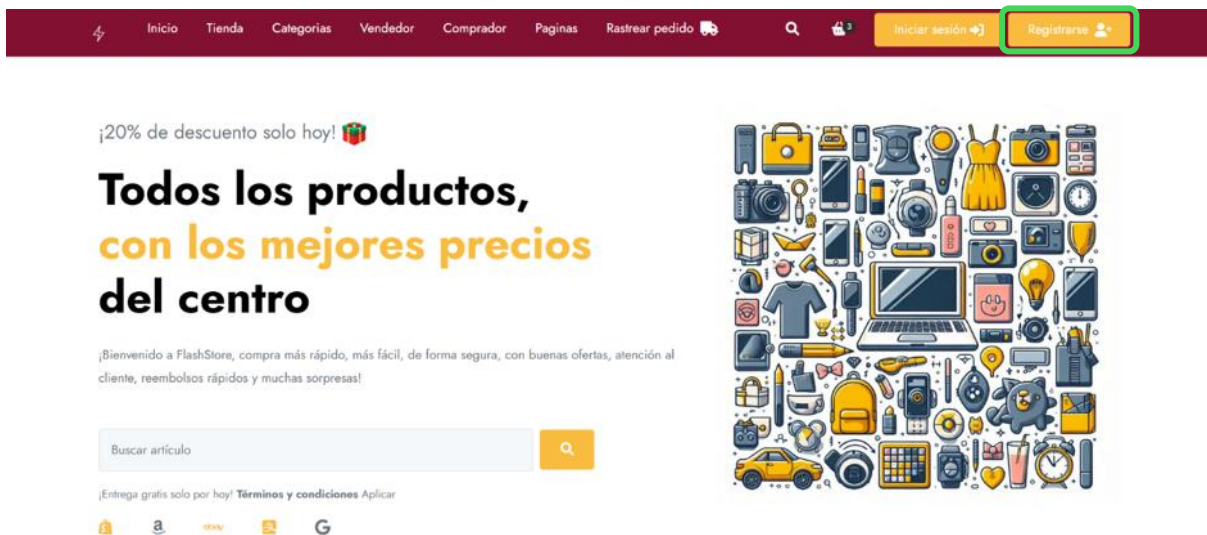 Inicio Tienda Categorias Vendedor Comprador Paginas Rastrear pedido 3 Iniciar sesión Registrarse
¡20% de descuento solo hoy!
Todos los productos,
con los mejores precios
del centro
¡Bienvenido a FlashStore, compra más rápido, más fácil, de forma segura, con buenas ofertas, atención al
cliente, reembolsos rápidos y muchas sorpresas!
Buscar artículo
¡Entrega gratis solo por hoy! Términos y condiciones Aplicar
a ebay G